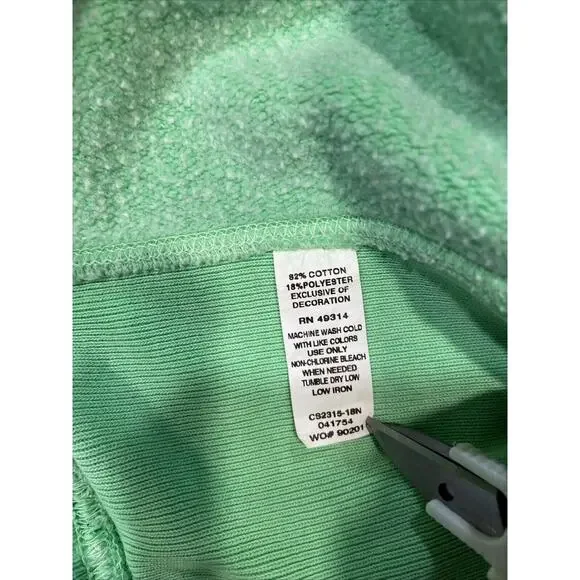 82% COTTON
18%POLYESTER
EXCLUSIVE OF
DECORATION
RN 49314
MACHINE WASH COLD
WITH LIKE COLORS
USE ONLY
NON-CHLORINE BLEACH
WHEN NEEDED
TUMBLE DRY LOW
LOW IRON
CS2315-18N
041754
WO# 90201